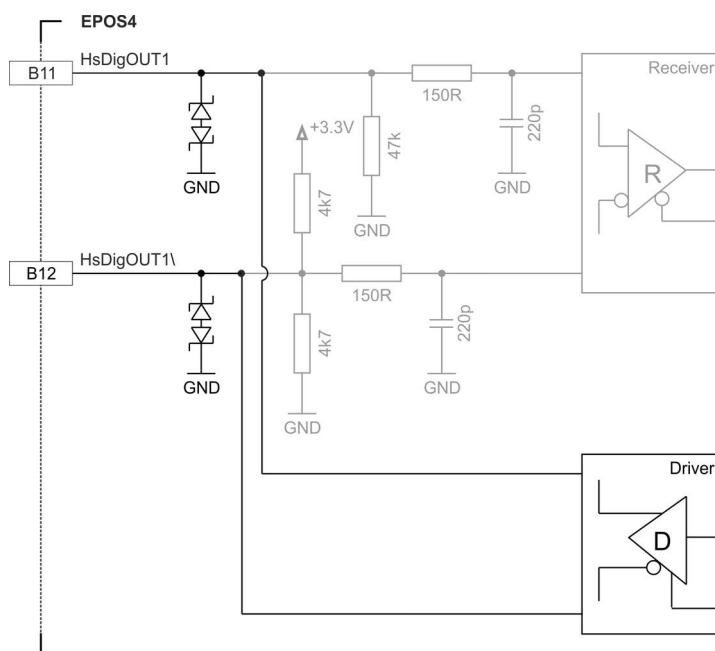 EPOS4
B11
HsDigOUT1
Receiver
150R
220p
+3.3V
47k
GND
GND
4k7
GND
R
B12
HsDigOUT1\
150R
220p
4k7
GND
GND
GND
Driver
D